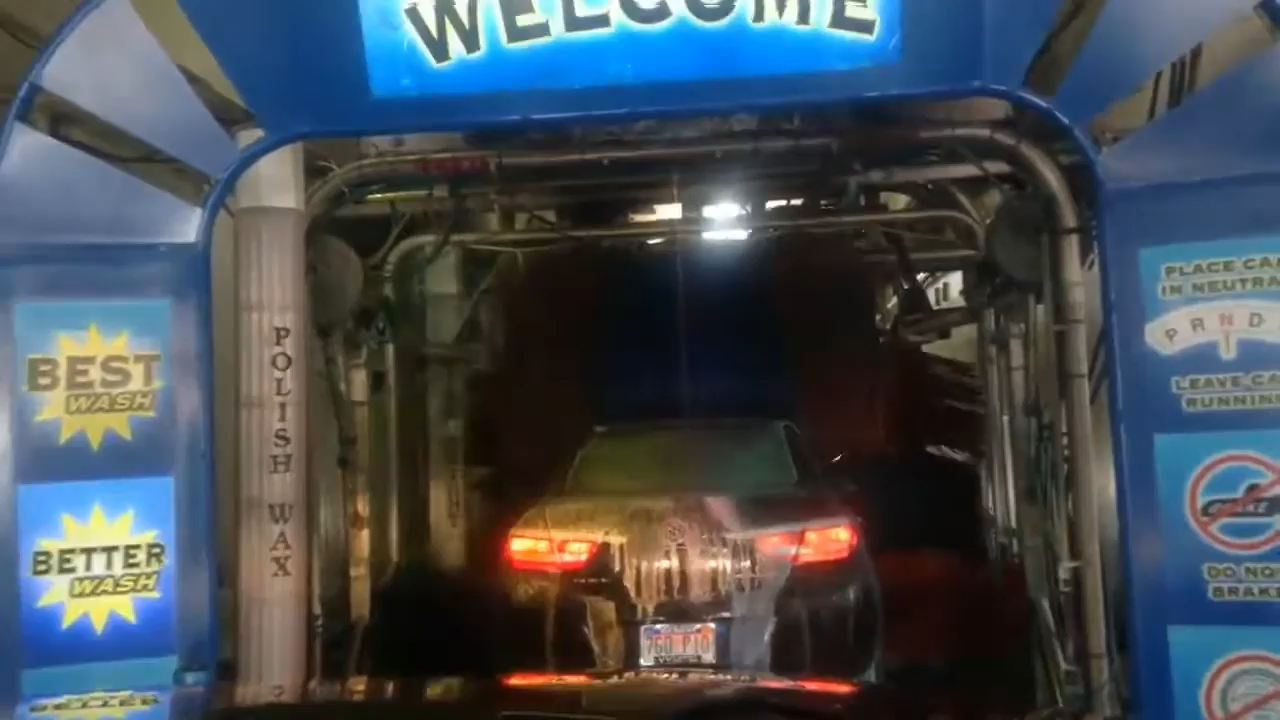 WELCOME
BEST
WASH
BETTER
WASH
POLISH WAX
PLACE CA
IN NEUTRA
P R N D
LEAVE CA
RUNNIN
DO NO
BRAK